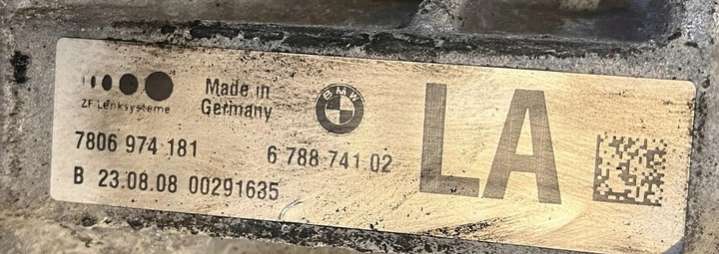 ZF Lenksysteme
Made in
Germany
BMW
LA
7806 974 181
6 788 741 02
B 23.08.08 00291635